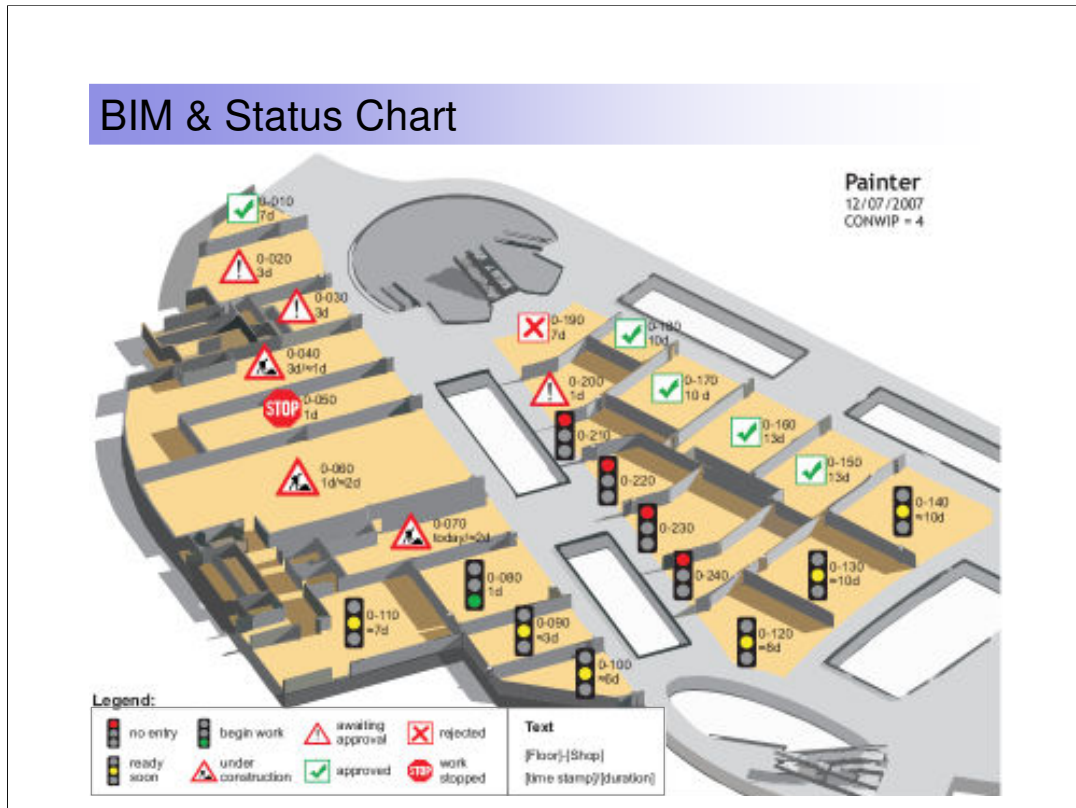 BIM & Status Chart
Painter
12/07/2007
CONWIP = 4
0-010
7d
0-020
3d
0-030
3d
0-040
3d/≈1d
STOP
0-050
1d
0-060
1d/≈2d
0-070
today/≈2d
0-080
1d
0-090
≈3d
0-100
≈6d
0-110
≈7d
0-190
7d
0-180
10d
0-200
1d
0-170
10 d
0-210
0-160
13d
0-220
0-150
13d
0-230
0-140
≈10d
0-240
0-130
≈10d
0-120
≈8d
Legend:
no entry
begin work
awaiting
approval
rejected
ready
soon
under
construction
approved
STOP
work
stopped
Text
[Floor]-[Shop]
[time stamp]/[duration]